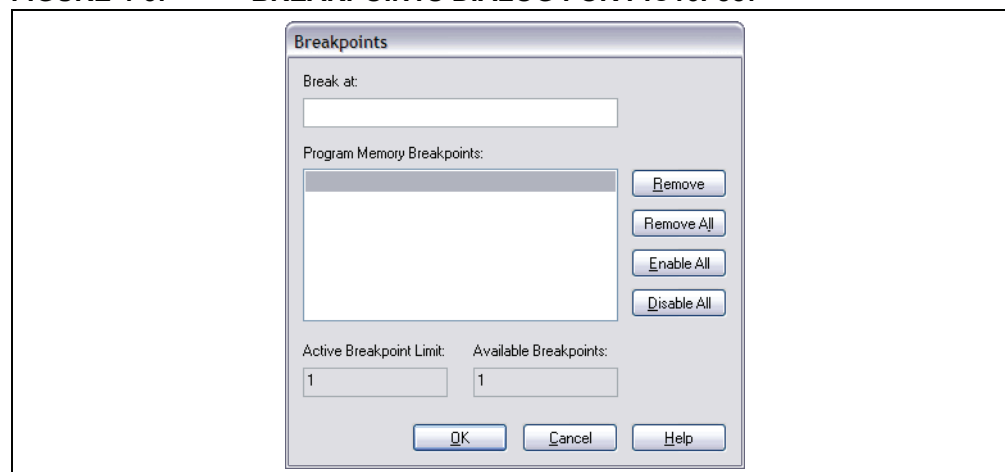 Breakpoints
Break at:
Program Memory Breakpoints:
Remove
Remove All
Enable All
Disable All
Active Breakpoint Limit: Available Breakpoints:
1 1
OK Cancel Help